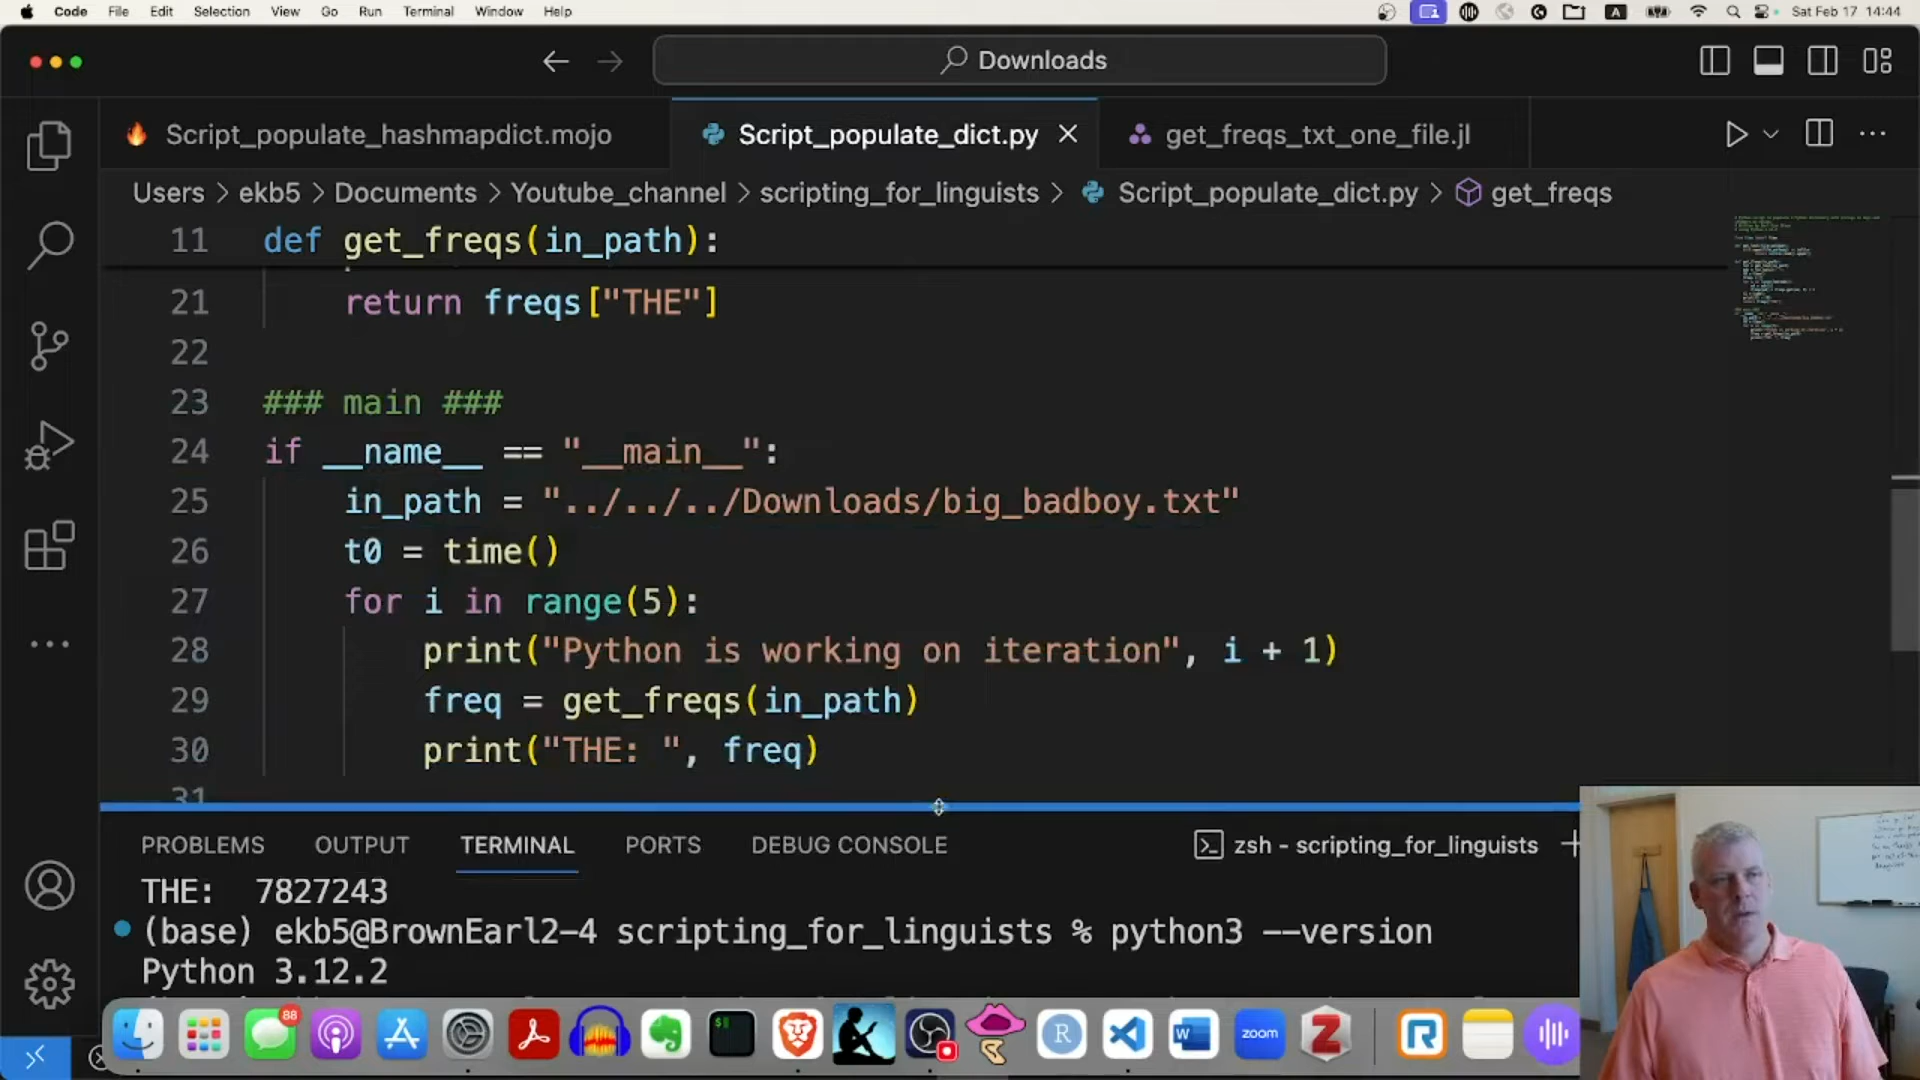 Code File Edit Selection View Go Run Terminal Window Help
A
Sat Feb 17 14:44
Downloads
Script_populate_hashmapdict.mojo
Script_populate_dict.py
get_freqs_txt_one_file.jl
Users > ekb5 > Documents > Youtube_channel > scripting_for_linguists > Script_populate_dict.py > get_freqs
11 def get_freqs(in_path):
21 return freqs["THE"]
22
23 ### main ###
24 if __name__ == "__main__":
25 in_path = "../../../Downloads/big_badboy.txt"
26 t0 = time()
27 for i in range(5):
28 print("Python is working on iteration", i + 1)
29 freq = get_freqs(in_path)
30 print("THE: ", freq)
31
PROBLEMS OUTPUT TERMINAL PORTS DEBUG CONSOLE
zsh - scripting_for_linguists
THE:  7827243
(base) ekb5@BrownEarl2-4 scripting_for_linguists % python3 --version
Python 3.12.2
88
$
R
W
zoom
Z
R